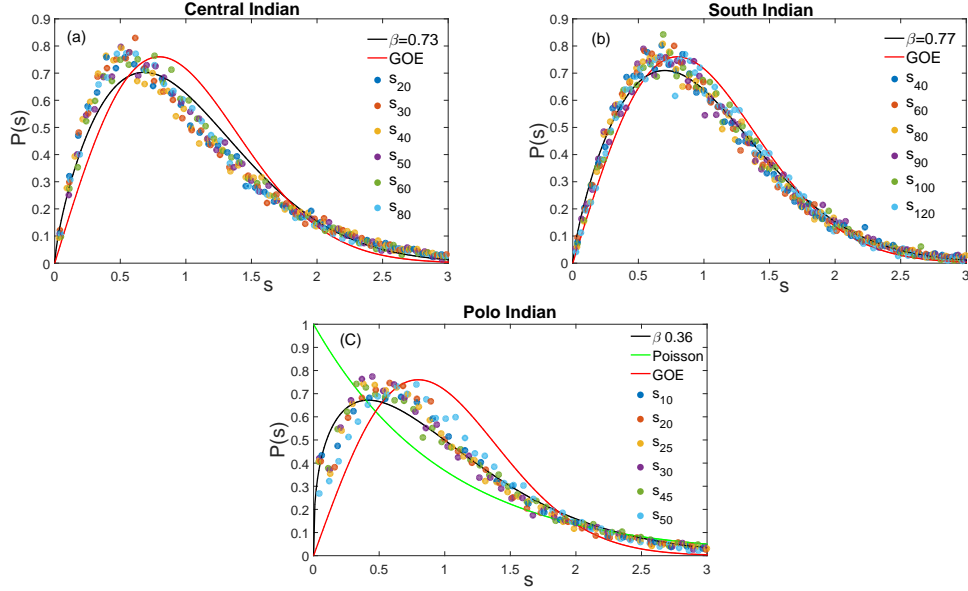 Central Indian
(a)
β=0.73
GOE
s20
s30
s40
s50
s60
s80
P(s)
0.9
0.8
0.7
0.6
0.5
0.4
0.3
0.2
0.1
0
0 0.5 1 1.5 2 2.5 3
s
South Indian
(b)
β=0.77
GOE
s40
s60
s80
s90
s100
s120
P(s)
0.9
0.8
0.7
0.6
0.5
0.4
0.3
0.2
0.1
0
0 0.5 1 1.5 2 2.5 3
s
Polo Indian
(C)
β 0.36
Poisson
GOE
s10
s20
s25
s30
s45
s50
P(s)
1
0.9
0.8
0.7
0.6
0.5
0.4
0.3
0.2
0.1
0
0 0.5 1 1.5 2 2.5 3
s